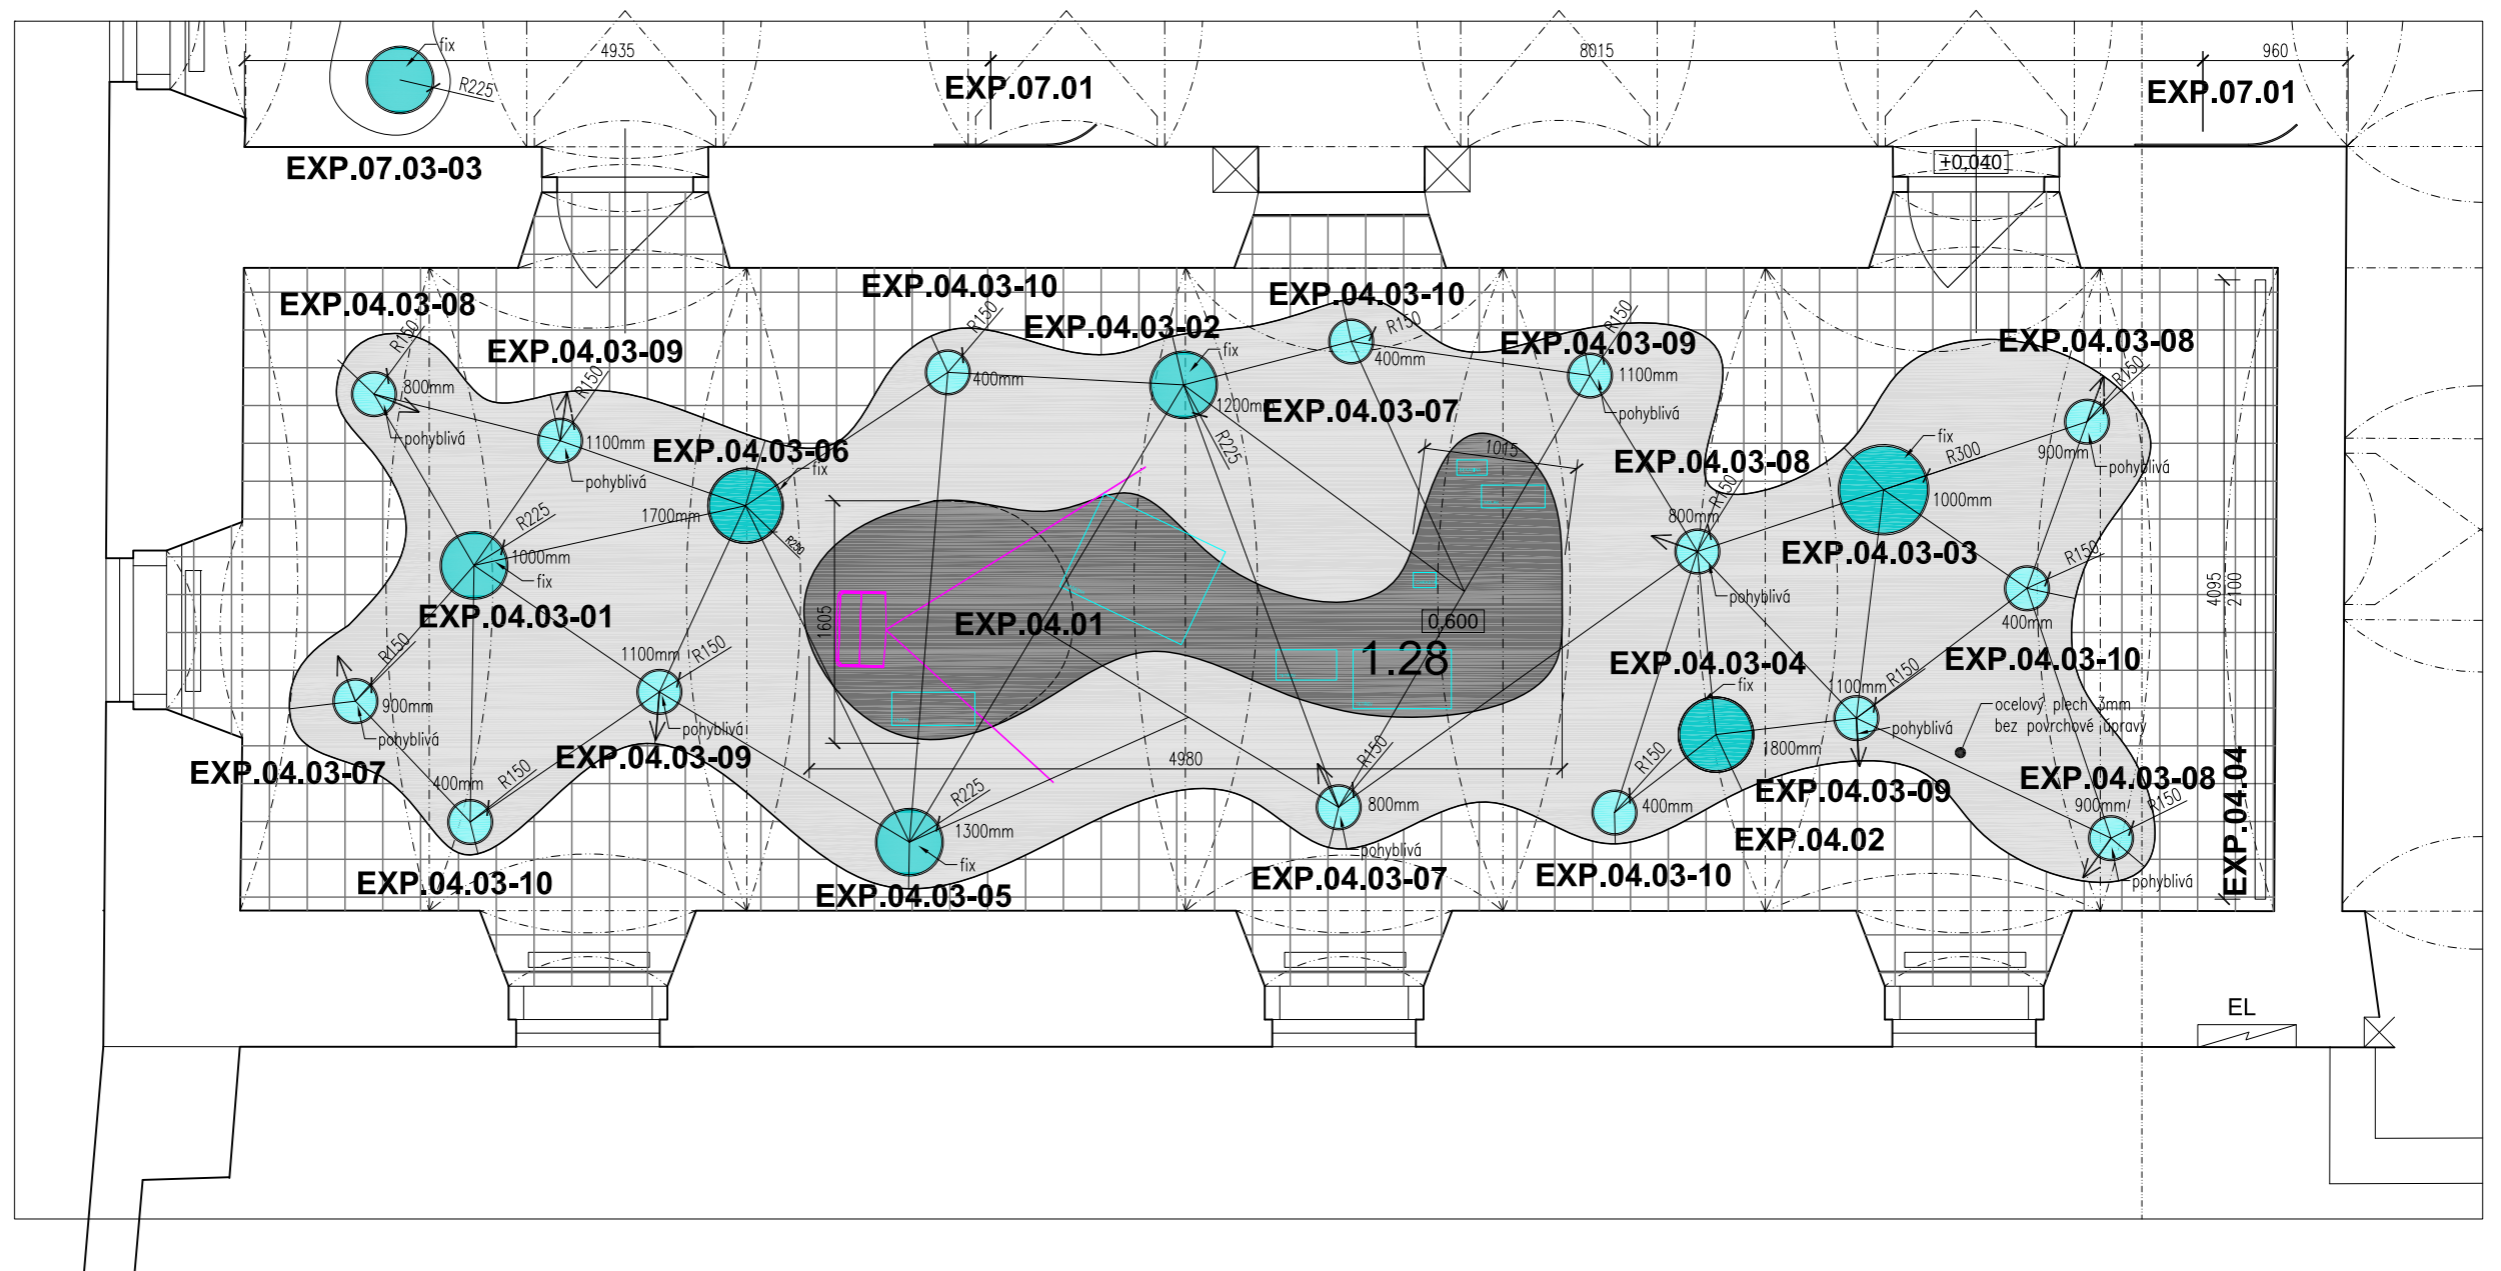 fix
4935
8015
960
R225
EXP.07.01
EXP.07.01
EXP.07.03-03
±0,040
EXP.04.03-08
EXP.04.03-10
EXP.04.03-10
R150
R150
R150
R150
EXP.04.03-02
EXP.04.03-09
EXP.04.03-09
EXP.04.03-08
fix
400mm
400mm
1100mm
R150
800mm
R150
1200mm
EXP.04.03-07
pohyblivá
pohyblivá
1100mm
R225
EXP.04.03-06
fix
fix
R300
900mm
pohyblivá
1015
EXP.04.03-08
pohyblivá
R150
1000mm
R225
1700mm
R250
800mm
1000mm
fix
EXP.04.03-03
R150
EXP.04.03-01
1605
EXP.04.01
0,600
pohyblivá
400mm
4095
2100
1.28
R150
1100mm
R150
EXP.04.03-04
EXP.04.03-10
fix
1100mm
R150
900mm
pohyblivá
pohyblivá
pohyblivá
ocelový plech 3mm
bez povrchové úpravy
EXP.04.03-07
EXP.04.03-09
4980
R150
R150
1800mm
400mm
R150
R225
800mm
400mm
EXP.04.03-09
EXP.04.03-08
900mm
R150
EXP.04.04
1300mm
fix
EXP.04.02
pohyblivá
pohyblivá
EXP.04.03-10
EXP.04.03-05
EXP.04.03-07
EXP.04.03-10
EL